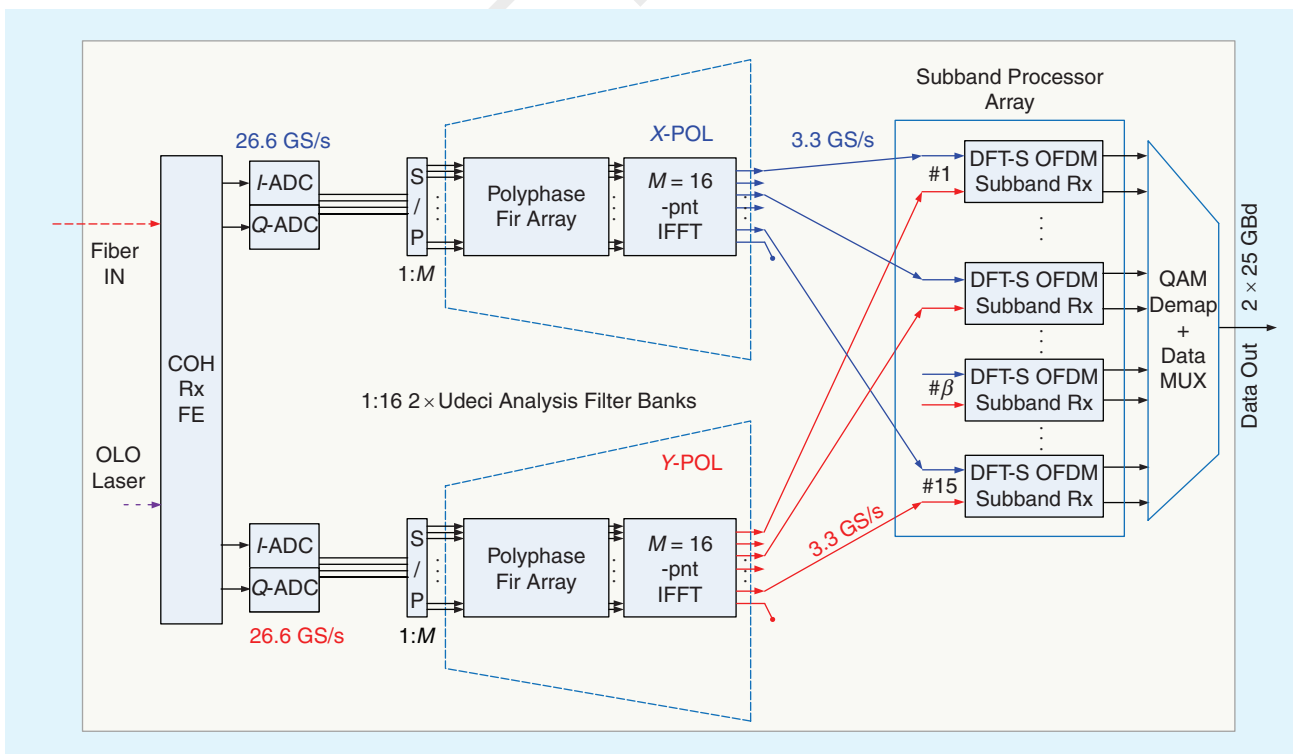 Subband Processor
Array
26.6 GS/s
X-POL
3.3 GS/s
I-ADC
Q-ADC
S
/
P
1:M
Polyphase
Fir Array
M = 16
-pnt
IFFT
#1
DFT-S OFDM
Subband Rx
DFT-S OFDM
Subband Rx
#β
DFT-S OFDM
Subband Rx
#15
DFT-S OFDM
Subband Rx
QAM
Demap
+
Data
MUX
Data Out 2 × 25 GBd
Fiber
IN
COH
Rx
FE
OLO
Laser
1:16 2 × Udeci Analysis Filter Banks
Y-POL
3.3 GS/s
I-ADC
Q-ADC
26.6 GS/s
S
/
P
1:M
Polyphase
Fir Array
M = 16
-pnt
IFFT